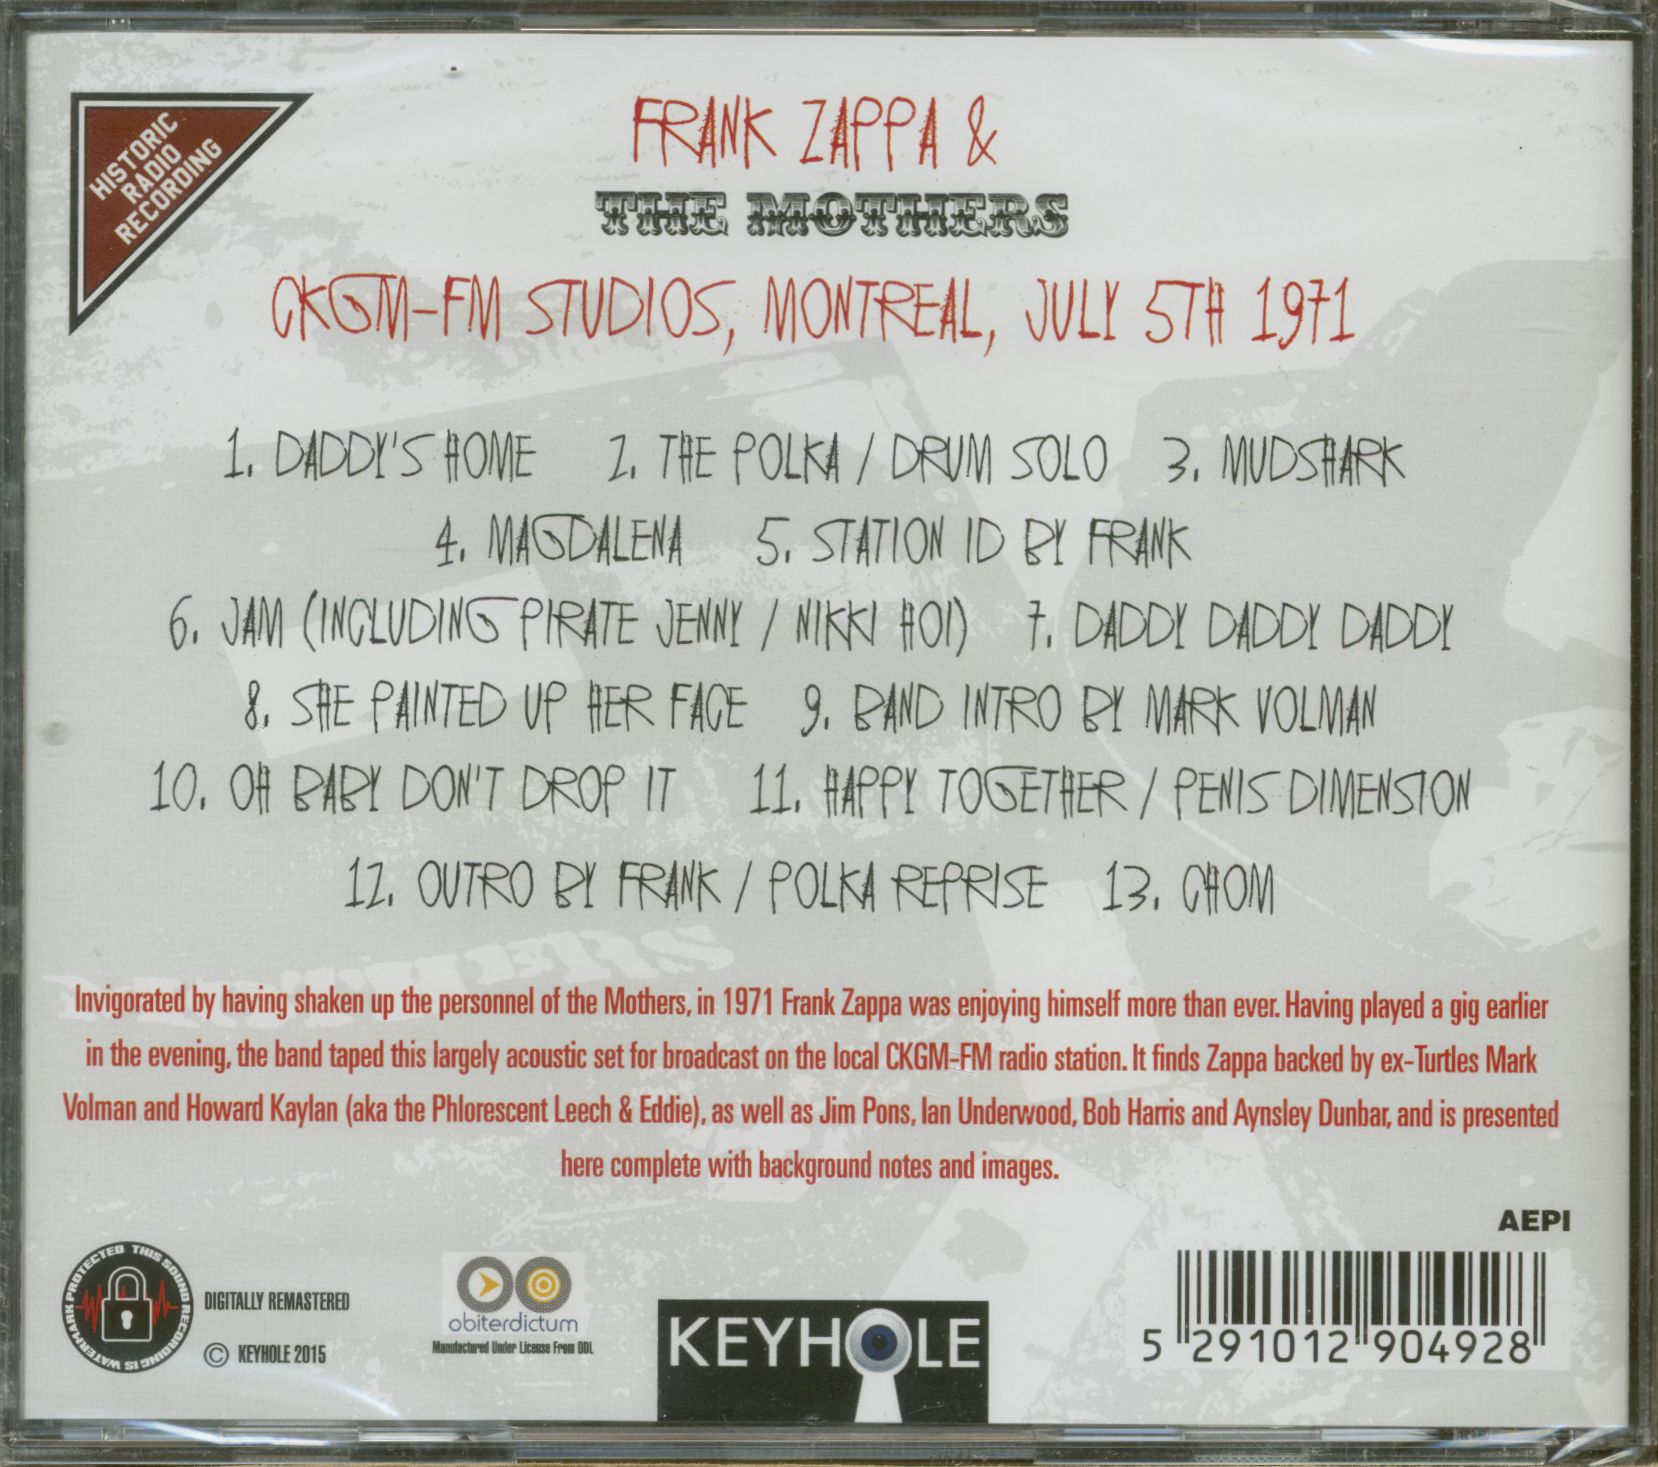 HISTORIC
RADIO
RECORDING
FRANK ZAPPA &
THE MOTHERS
CKGM-FM STUDIOS, MONTREAL, JULY 5TH 1971
1. DADDY'S HOME 2. THE POLKA / DRUM SOLO 3. MUDSHARK
4. MAGDALENA 5. STATION ID BY FRANK
6. JAM (INCLUDING PIRATE JENNY / NIKKI HOI) 7. DADDY DADDY DADDY
8. SHE PAINTED UP HER FACE 9. BAND INTRO BY MARK VOLMAN
10. OH BABY DON'T DROP IT 11. HAPPY TOGETHER / PENIS DIMENSION
12. OUTRO BY FRANK / POLKA REPRISE 13. CHOM
MOTHERS
Invigorated by having shaken up the personnel of the Mothers, in 1971 Frank Zappa was enjoying himself more than ever. Having played a gig earlier
in the evening, the band taped this largely acoustic set for broadcast on the local CKGM-FM radio station. It finds Zappa backed by ex-Turtles Mark
Volman and Howard Kaylan (aka the Phlorescent Leech & Eddie), as well as Jim Pons, Ian Underwood, Bob Harris and Aynsley Dunbar, and is presented
here complete with background notes and images.
AEPI
THIS SOUND RECORDING IS WATERMARK PROTECTED
DIGITALLY REMASTERED
© KEYHOLE 2015
obiterdictum
Manufactured Under License From ODL
KEYHOLE
5 291012 904928